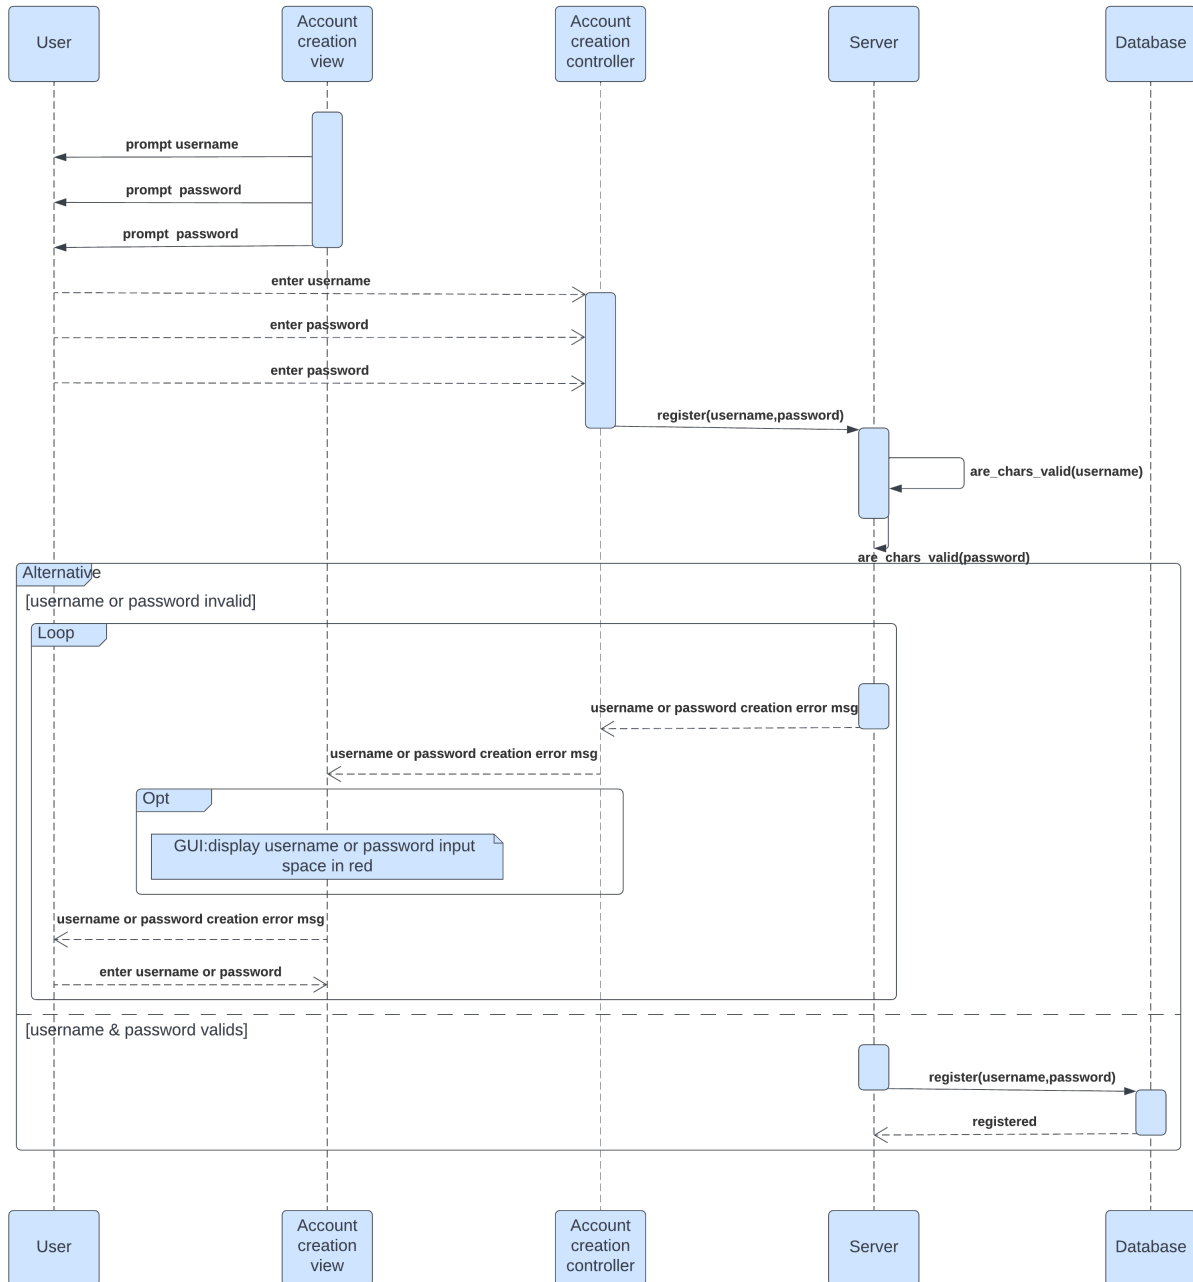 User
Account
creation
view
Account
creation
controller
Server
Database
prompt username
prompt  password
prompt  password
enter username
enter password
enter password
register(username,password)
are_chars_valid(username)
are_chars_valid(password)
Alternative
[username or password invalid]
Loop
username or password creation error msg
username or password creation error msg
Opt
GUI:display username or password input
space in red
username or password creation error msg
enter username or password
[username & password valids]
register(username,password)
registered
User
Account
creation
view
Account
creation
controller
Server
Database